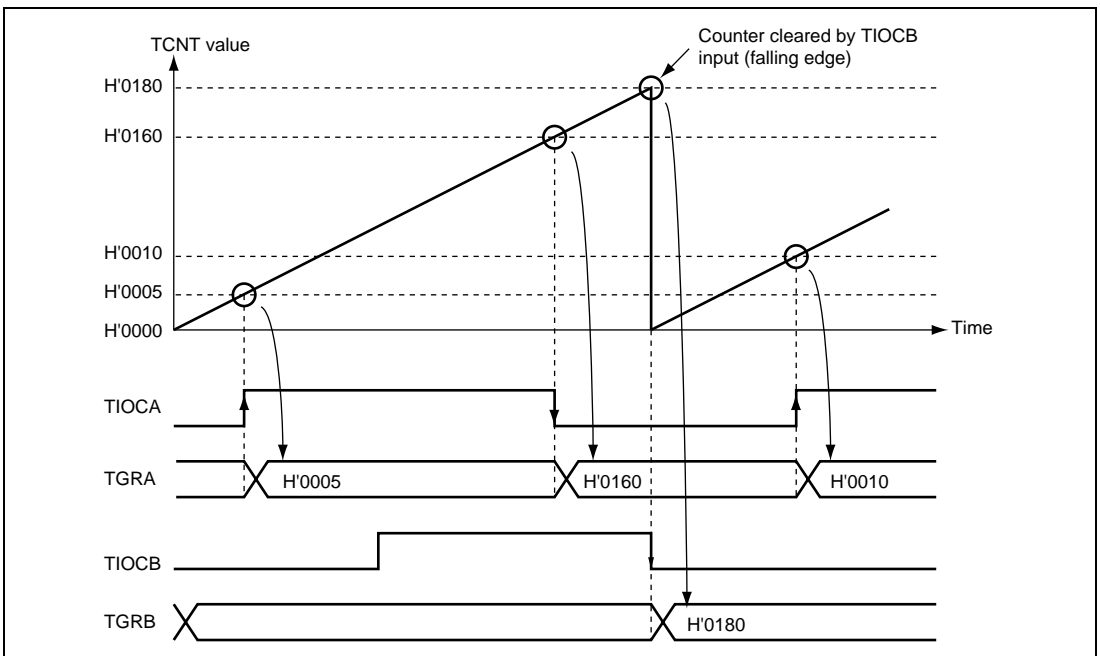 TCNT value
Counter cleared by TIOCB
input (falling edge)
H'0180
H'0160
H'0010
H'0005
H'0000
Time
TIOCA
TGRA
H'0005
H'0160
H'0010
TIOCB
TGRB
H'0180